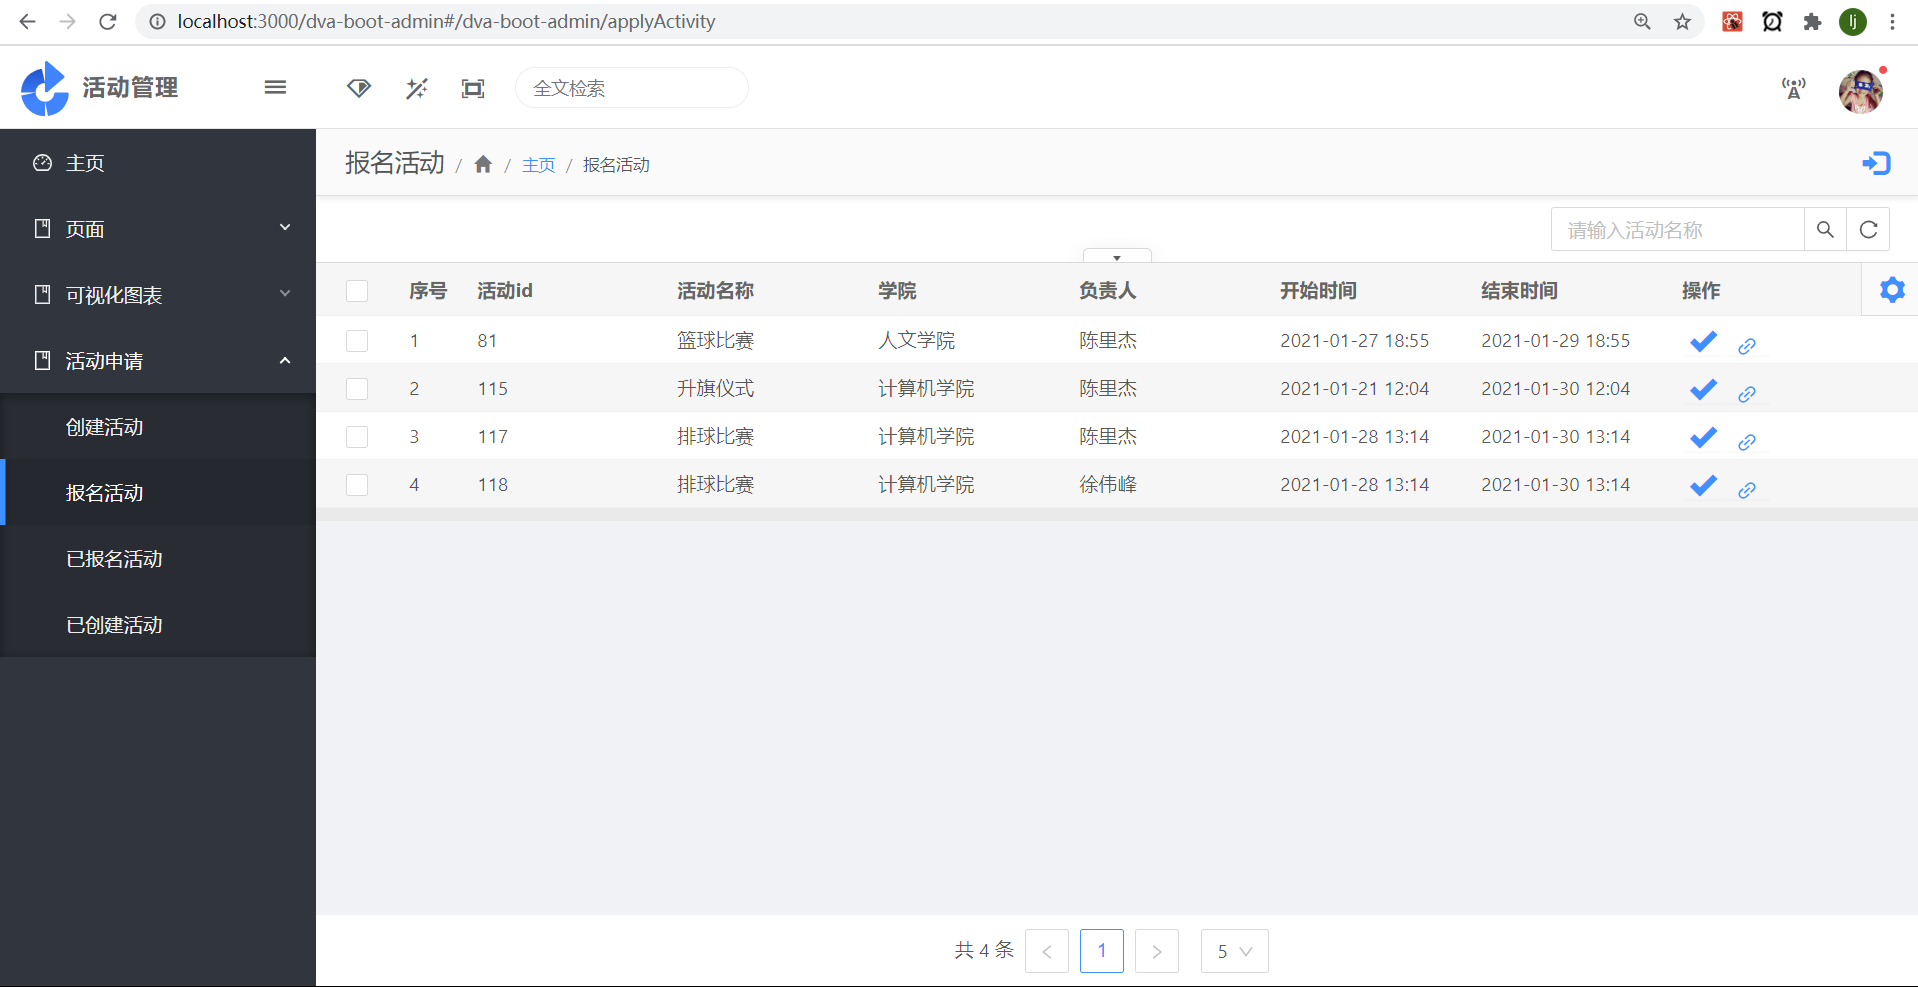 localhost:3000/dva-boot-admin#/dva-boot-admin/applyActivity
lj
活动管理
全文检索
主页
页面
可视化图表
活动申请
创建活动
报名活动
已报名活动
已创建活动
报名活动 / / 主页 / 报名活动
请输入活动名称
序号 活动id 活动名称 学院 负责人 开始时间 结束时间 操作
1 81 篮球比赛 人文学院 陈里杰 2021-01-27 18:55 2021-01-29 18:55
2 115 升旗仪式 计算机学院 陈里杰 2021-01-21 12:04 2021-01-30 12:04
3 117 排球比赛 计算机学院 陈里杰 2021-01-28 13:14 2021-01-30 13:14
4 118 排球比赛 计算机学院 徐伟峰 2021-01-28 13:14 2021-01-30 13:14
共 4 条 < 1 > 5